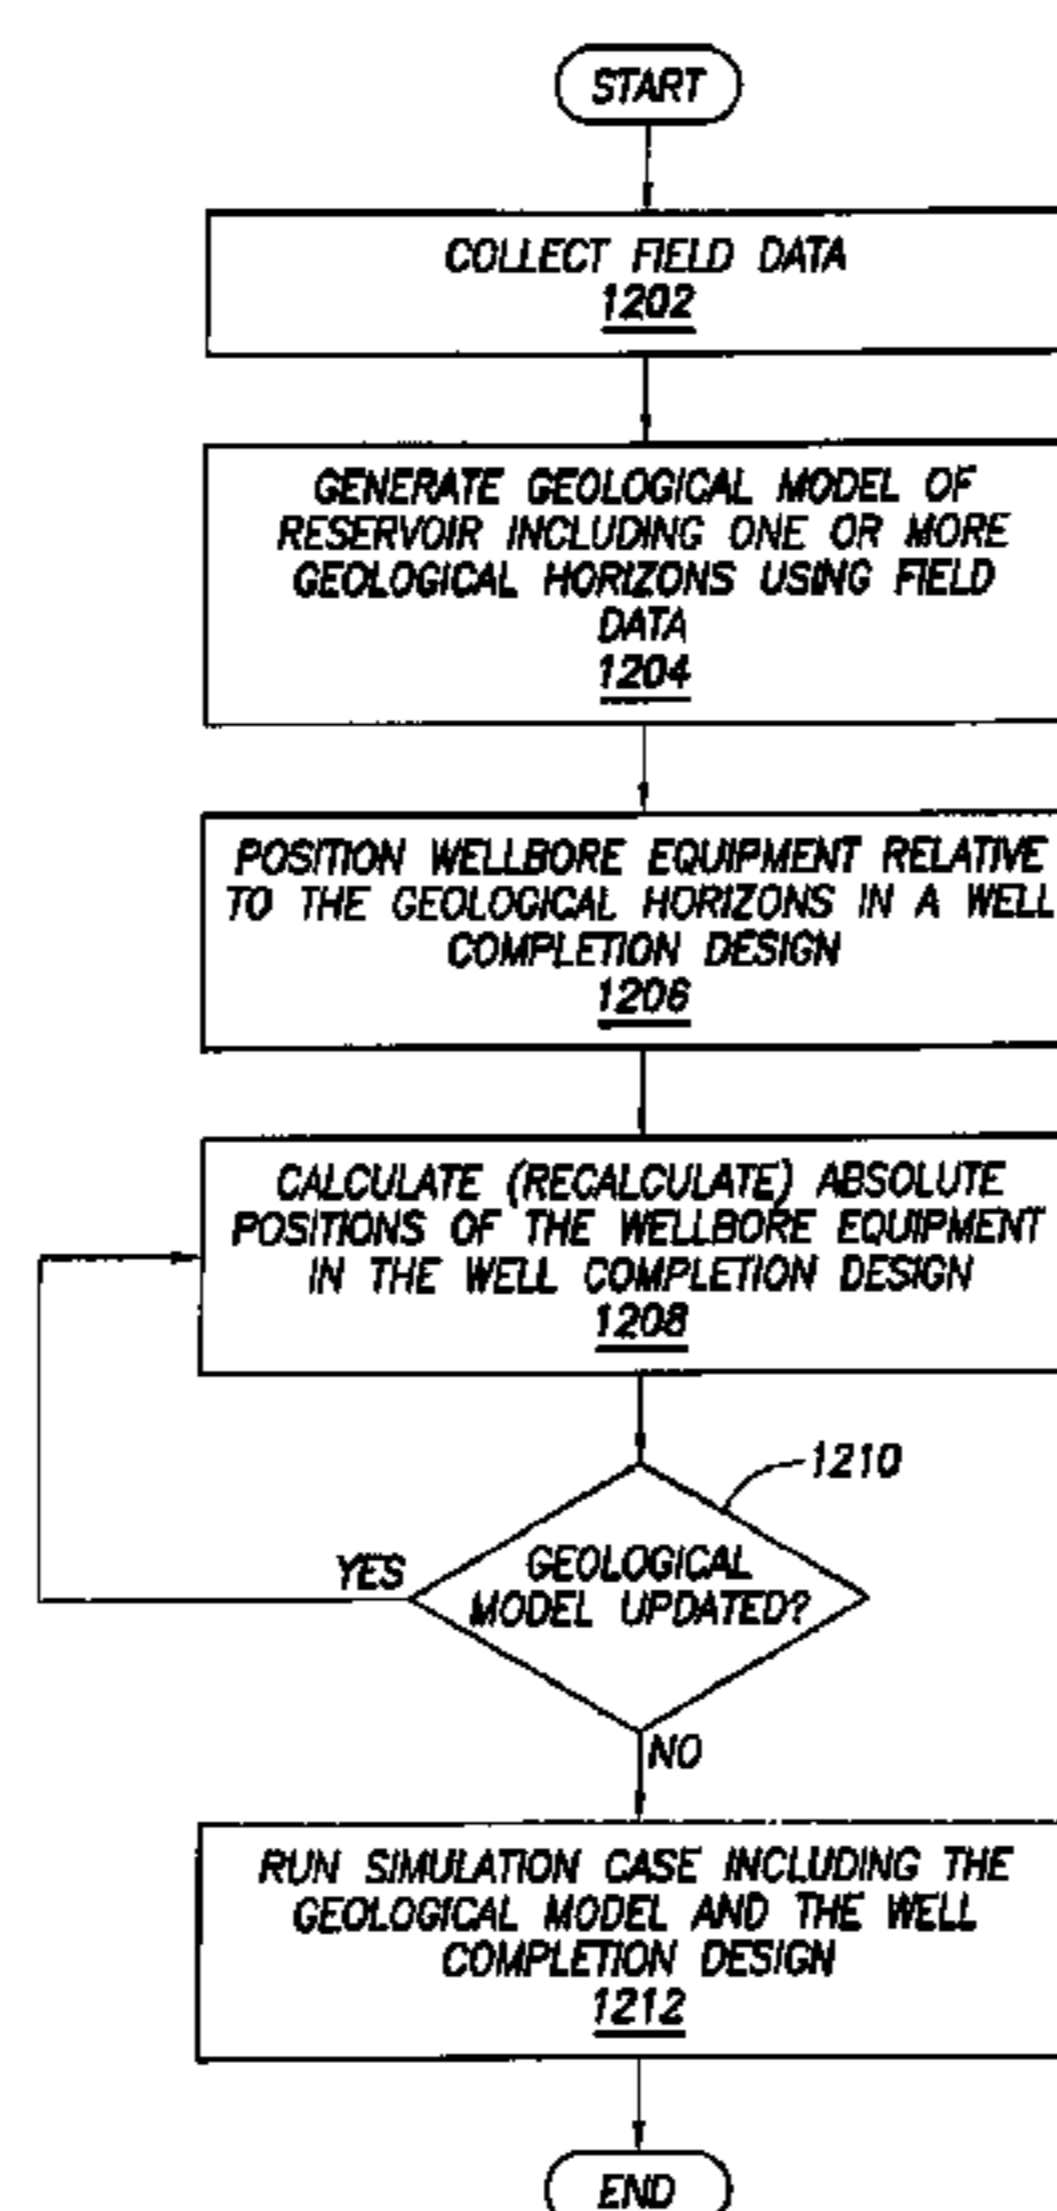 START
COLLECT FIELD DATA
1202
GENERATE GEOLOGICAL MODEL OF
RESERVOIR INCLUDING ONE OR MORE
GEOLOGICAL HORIZONS USING FIELD
DATA
1204
POSITION WELLBORE EQUIPMENT RELATIVE
TO THE GEOLOGICAL HORIZONS IN A WELL
COMPLETION DESIGN
1206
CALCULATE (RECALCULATE) ABSOLUTE
POSITIONS OF THE WELLBORE EQUIPMENT
IN THE WELL COMPLETION DESIGN
1208
1210
YES
GEOLOGICAL
MODEL UPDATED?
NO
RUN SIMULATION CASE INCLUDING THE
GEOLOGICAL MODEL AND THE WELL
COMPLETION DESIGN
1212
END